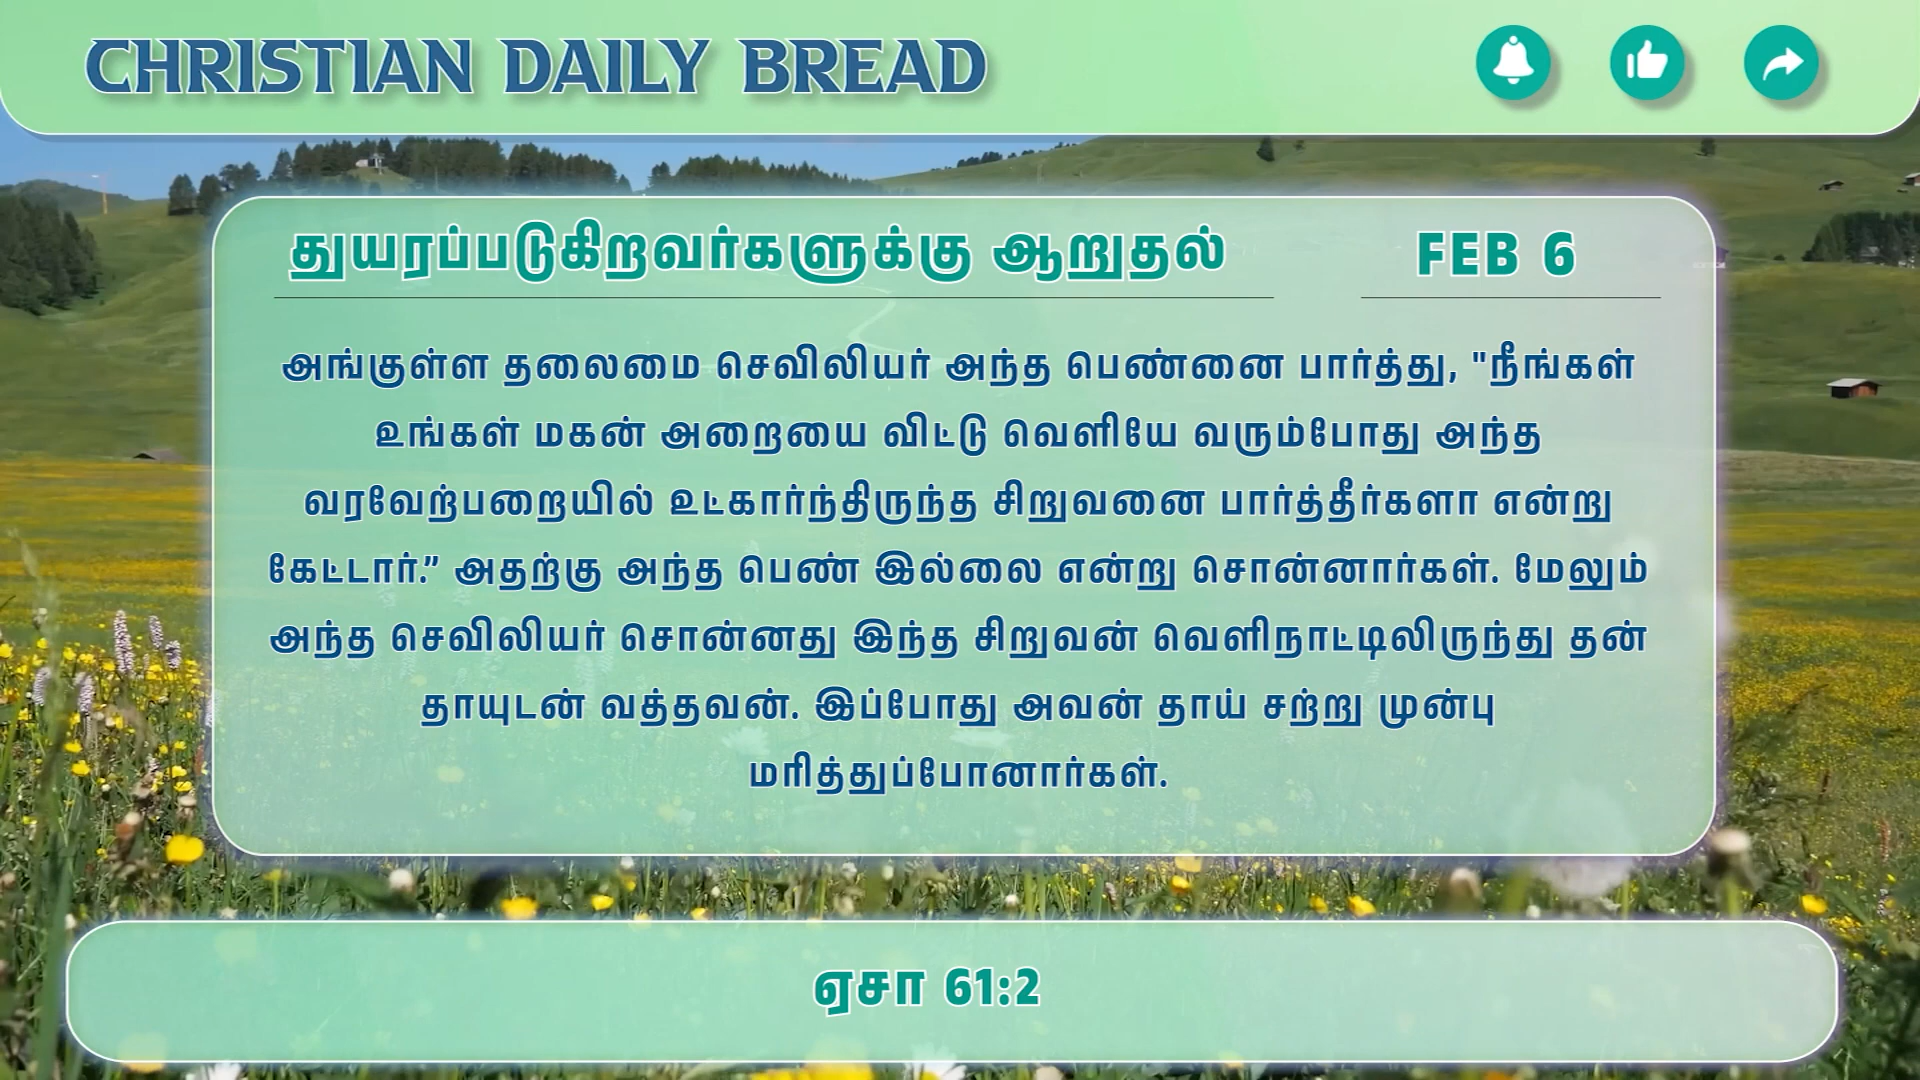 CHRISTIAN DAILY BREAD
துயரப்படுகிறவர்களுக்கு ஆறுதல்
FEB 6
அங்குள்ள தலைமை செவிலியர் அந்த பெண்னை பார்த்து, "நீங்கள்
உங்கள் மகன் அறையை விட்டு வெளியே வரும்போது அந்த
வரவேற்பறையில் உட்கார்ந்திருந்த சிறுவனை பார்த்தீர்களா என்று
கேட்டார்.” அதற்கு அந்த பெண் இல்லை என்று சொன்னார்கள். மேலும்
அந்த செவிலியர் சொன்னது இந்த சிறுவன் வெளிநாட்டிலிருந்து தன்
தாயுடன் வத்தவன். இப்போது அவன் தாய் சற்று முன்பு
மரித்துப்போனார்கள்.
ஏசா 61:2